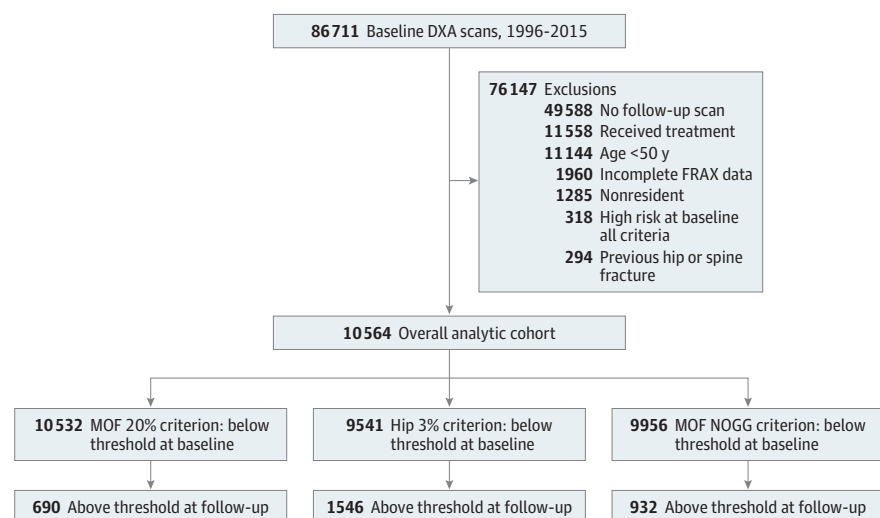 86711 Baseline DXA scans, 1996-2015
76147 Exclusions
49588 No follow-up scan
11558 Received treatment
11144 Age <50 y
1960 Incomplete FRAX data
1285 Nonresident
318 High risk at baseline
all criteria
294 Previous hip or spine
fracture
10564 Overall analytic cohort
10532 MOF 20% criterion: below
threshold at baseline
9541 Hip 3% criterion: below
threshold at baseline
9956 MOF NOGG criterion: below
threshold at baseline
690 Above threshold at follow-up
1546 Above threshold at follow-up
932 Above threshold at follow-up